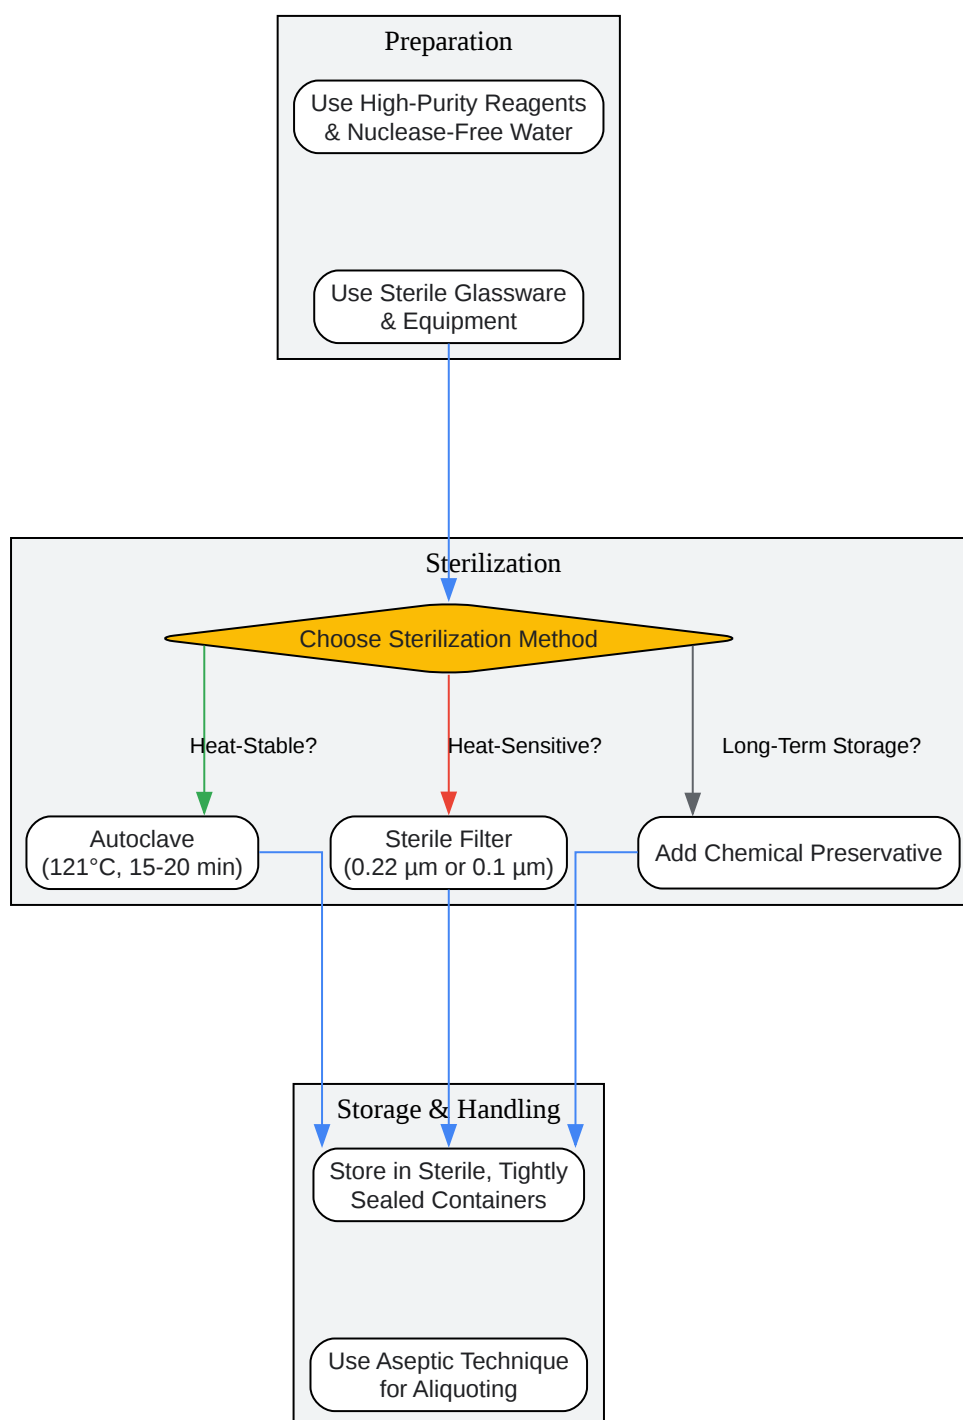 Preparation
Use High-Purity Reagents
& Nuclease-Free Water
Use Sterile Glassware
& Equipment
Sterilization
Choose Sterilization Method
Heat-Stable?
Heat-Sensitive?
Long-Term Storage?
Autoclave
(121°C, 15-20 min)
Sterile Filter
(0.22 µm or 0.1 µm)
Add Chemical Preservative
Storage & Handling
Store in Sterile, Tightly
Sealed Containers
Use Aseptic Technique
for Aliquoting